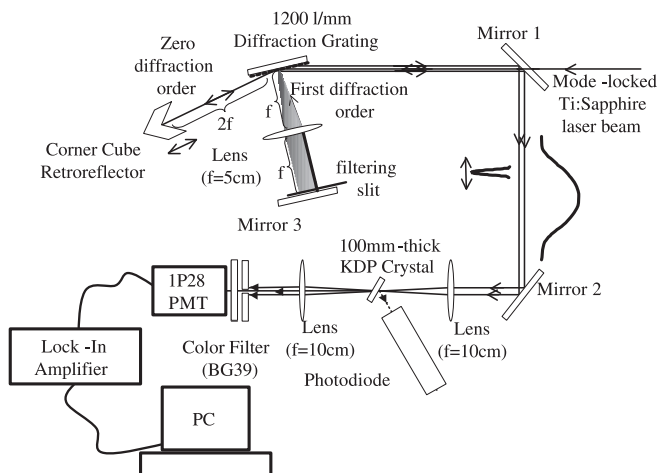 1200 l/mm
Diffraction Grating
Mirror 1
Zero
diffraction
order
First diffraction
order
Mode -locked
Ti:Sapphire
laser beam
f
2f
Corner Cube
Retroreflector
Lens
(f=5cm)
f
filtering
slit
Mirror 3
100mm-thick
KDP Crystal
1P28
PMT
Mirror 2
Lens
(f=10cm)
Lens
(f=10cm)
Color Filter
(BG39)
Lock -In
Amplifier
Photodiode
PC